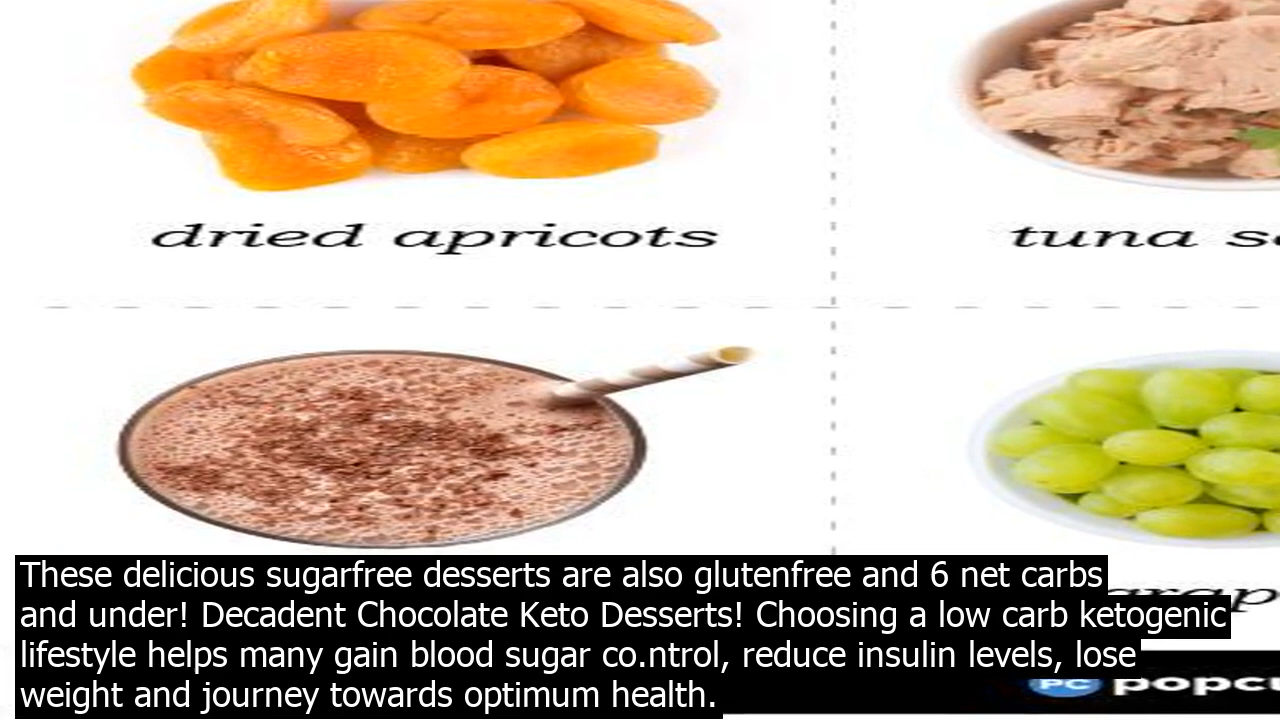 dried apricots
tuna
These delicious sugarfree desserts are also glutenfree and 6 net carbs
and under! Decadent Chocolate Keto Desserts! Choosing a low carb ketogenic
lifestyle helps many gain blood sugar co.ntrol, reduce insulin levels, lose
weight and journey towards optimum health.
PC